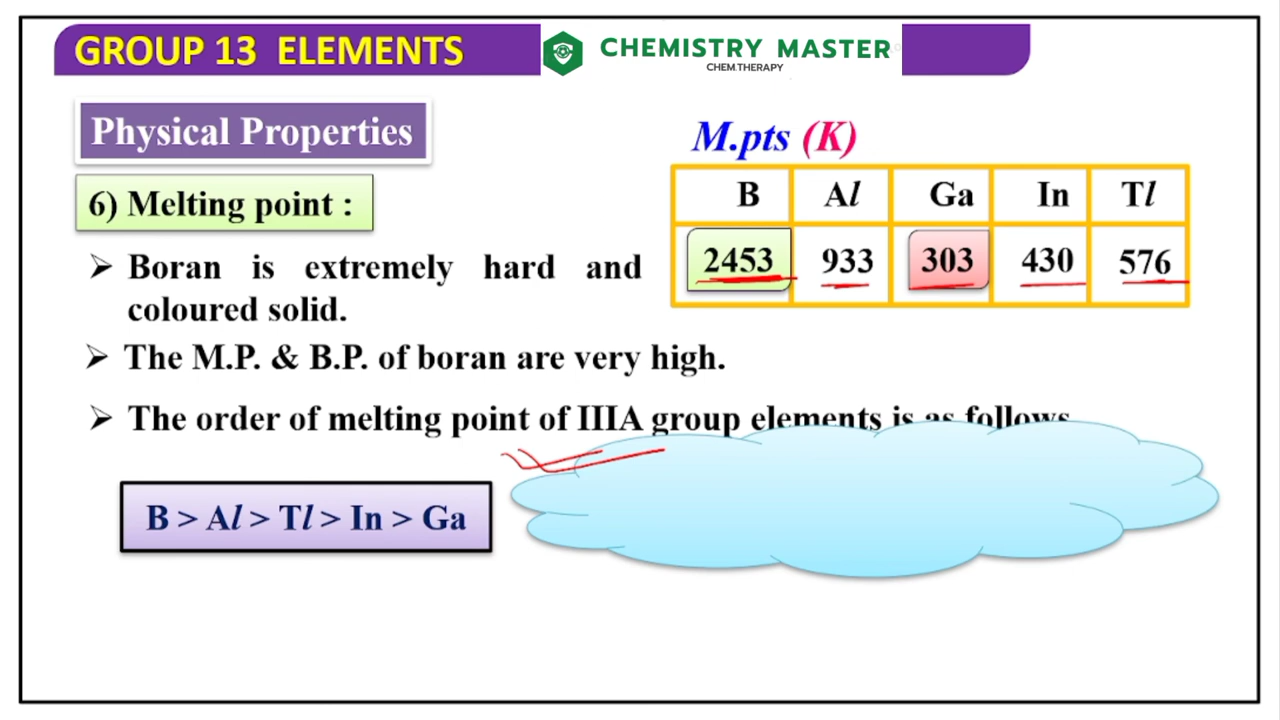 GROUP 13 ELEMENTS
CHEMISTRY MASTER
CHEM.THERAPY
Physical Properties
M.pts (K)
B Al Ga In Tl
2453 933 303 430 576
6) Melting point :
➢ Boran is extremely hard and
coloured solid.
➢ The M.P. & B.P. of boran are very high.
➢ The order of melting point of IIIA group elements is as follows
B > Al > Tl > In > Ga